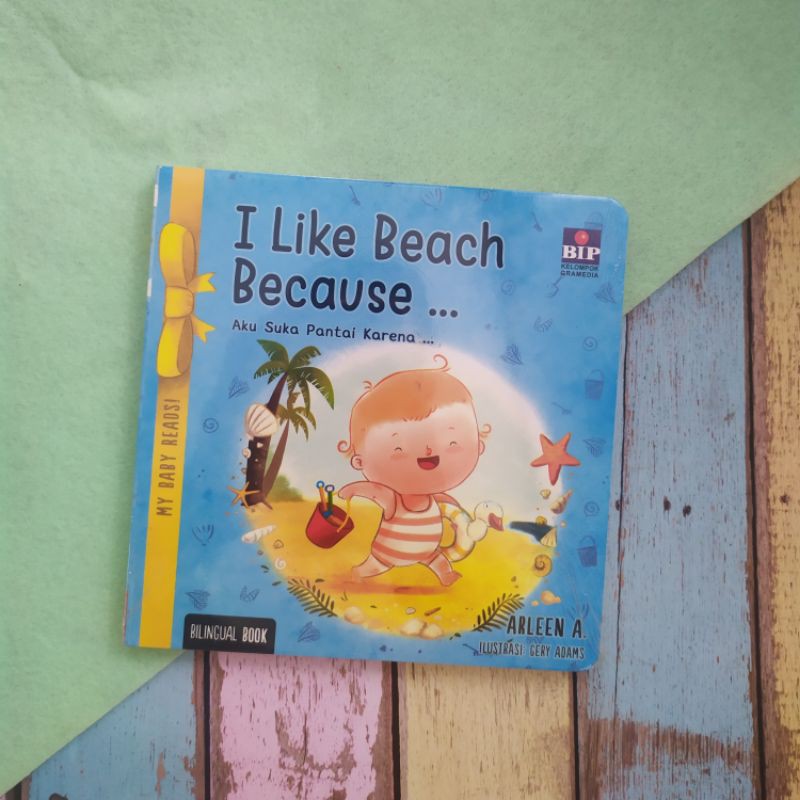 I Like Beach
Because ...
Aku Suka Pantai Karena ...
BIP
KELOMPOK
GRAMEDIA
MY BABY READS!
BILINGUAL BOOK
ARLEEN A.
ILUSTRASI: GERY ADAMS